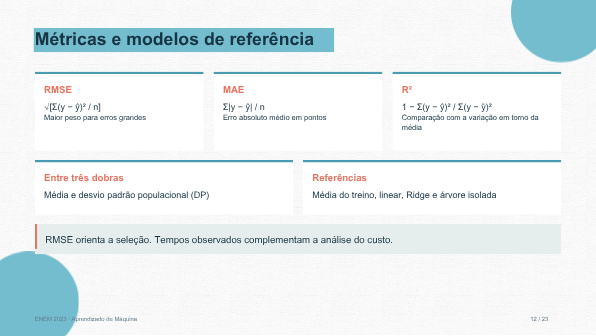 Métricas e modelos de referência
RMSE
√[Σ(y − ŷ)² / n]
Maior peso para erros grandes
MAE
Σ|y − ŷ| / n
Erro absoluto médio em pontos
R²
1 − Σ(y − ŷ)² / Σ(y − ȳ)²
Comparação com a variação em torno da
média
Entre três dobras
Média e desvio padrão populacional (DP)
Referências
Média do treino, linear, Ridge e árvore isolada
RMSE orienta a seleção. Tempos observados complementam a análise do custo.
ENEM 2023 · Aprendizado de Máquina
12 / 23